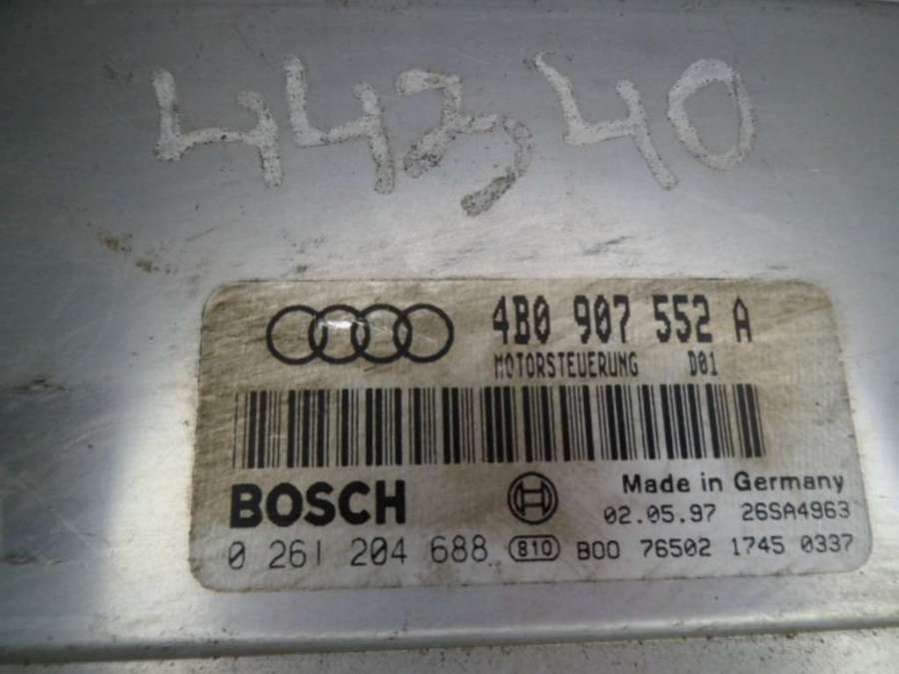 44340
4B0 907 552 A
MOTORSTEUERUNG D01
BOSCH
Made in Germany
02.05.97 26SA4963
0 261 204 688 810 B00 76502 1745 0337